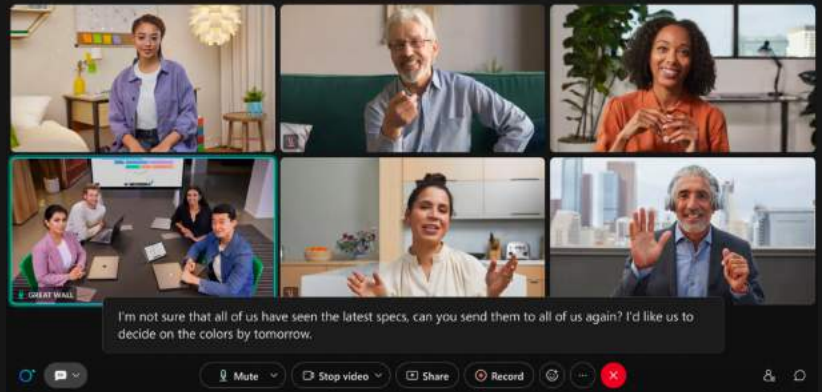 GREAT WALL
I'm not sure that all of us have seen the latest specs, can you send them to all of us again? I'd like us to
decide on the colors by tomorrow.
Mute
Stop video
Share
Record